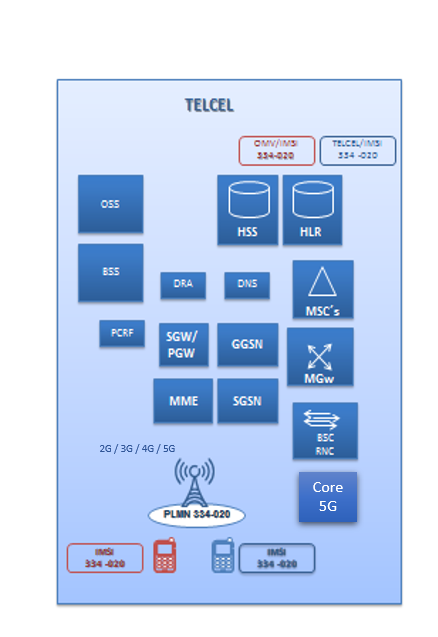 TELCEL
OMV/IMSI
334-020
TELCEL/IMSI
334 -020
OSS
HSS
HLR
BSS
DRA
DNS
MSC's
PCRF
SGW/
PGW
GGSN
MGw
MME
SGSN
BSC
RNC
2G / 3G / 4G / 5G
Core
5G
PLMN 334-020
IMSI
334 -020
IMSI
334 -020